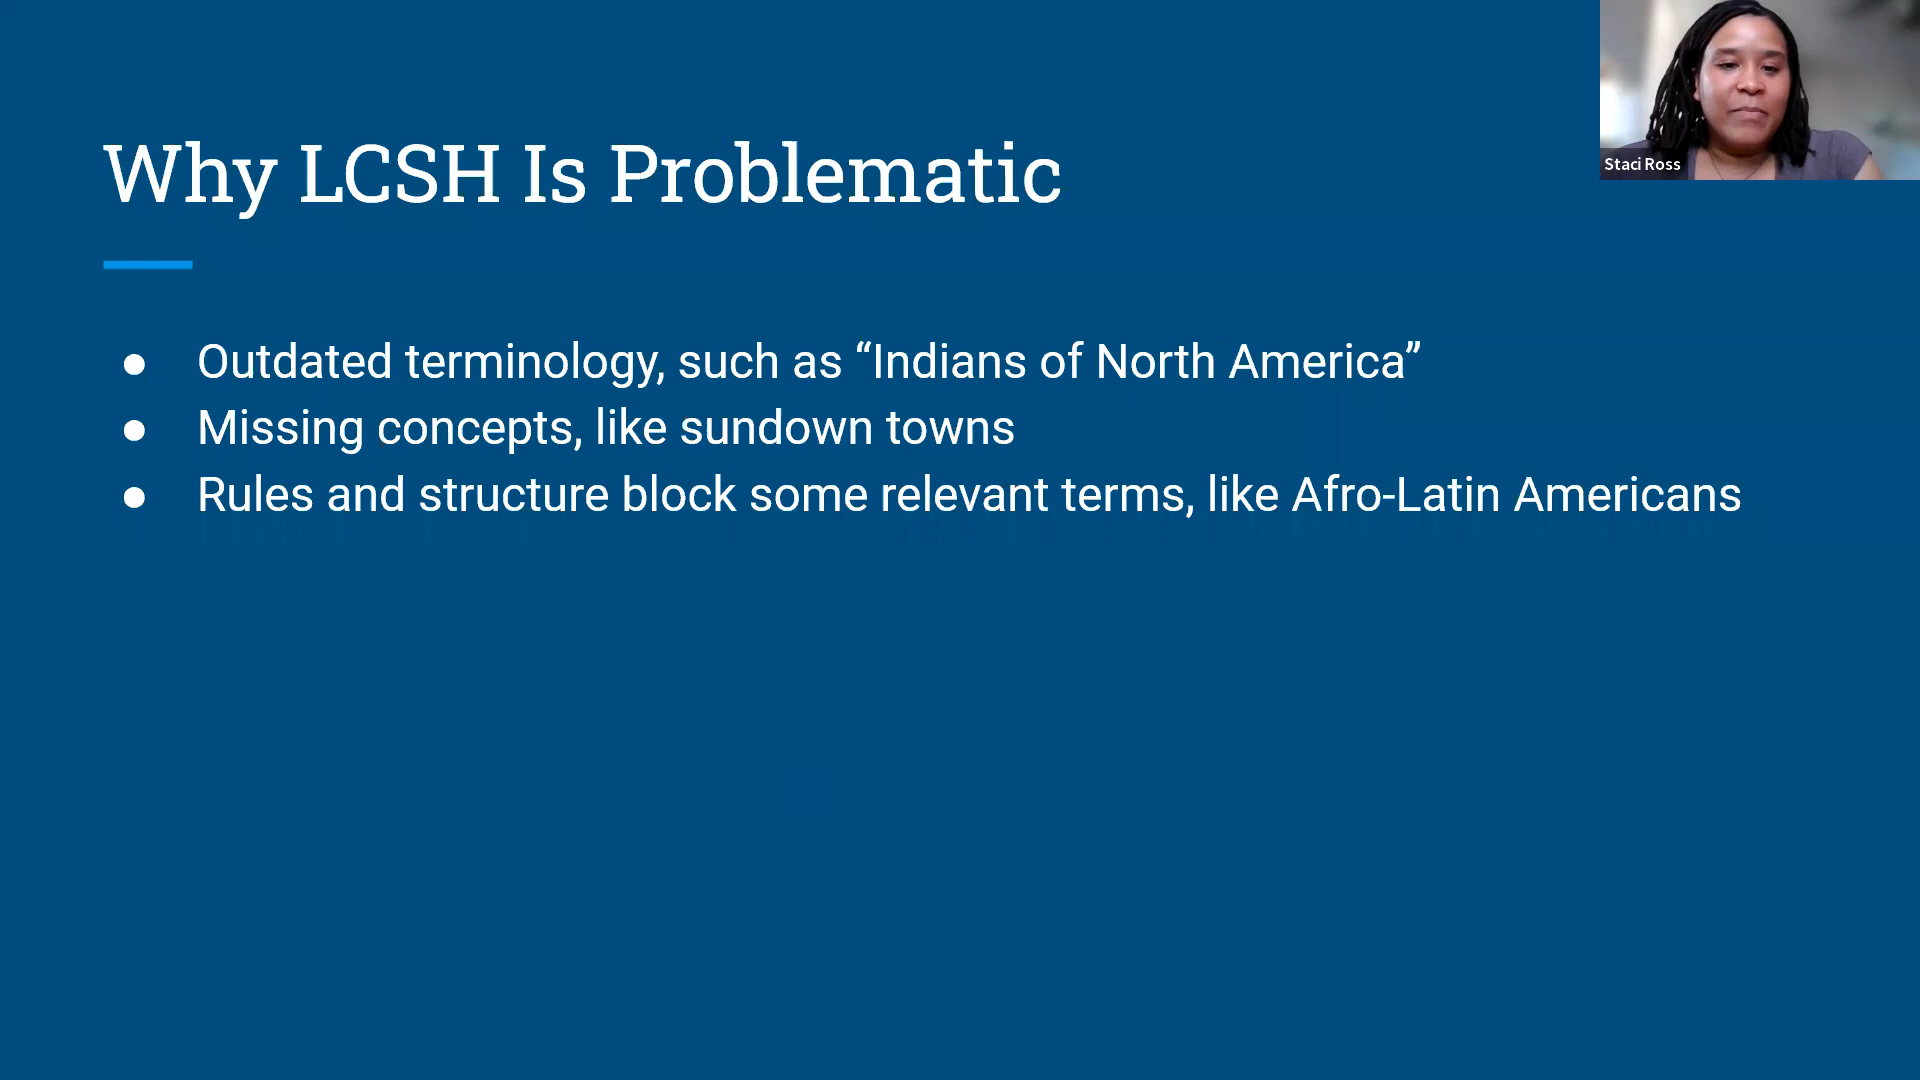 Why LCSH Is Problematic
Staci Ross
● Outdated terminology, such as “Indians of North America”
● Missing concepts, like sundown towns
● Rules and structure block some relevant terms, like Afro-Latin Americans